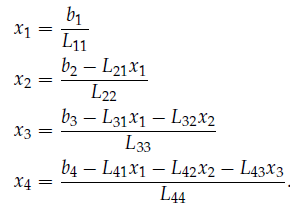 x₁ = b₁ / L₁₁
x₂ = (b₂ − L₂₁x₁) / L₂₂
x₃ = (b₃ − L₃₁x₁ − L₃₂x₂) / L₃₃
x₄ = (b₄ − L₄₁x₁ − L₄₂x₂ − L₄₃x₃) / L₄₄.